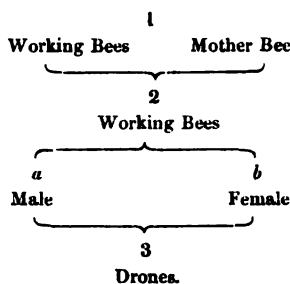 1
Working Bees Mother Bee
2
Working Bees
a b
Male Female
3
Drones.